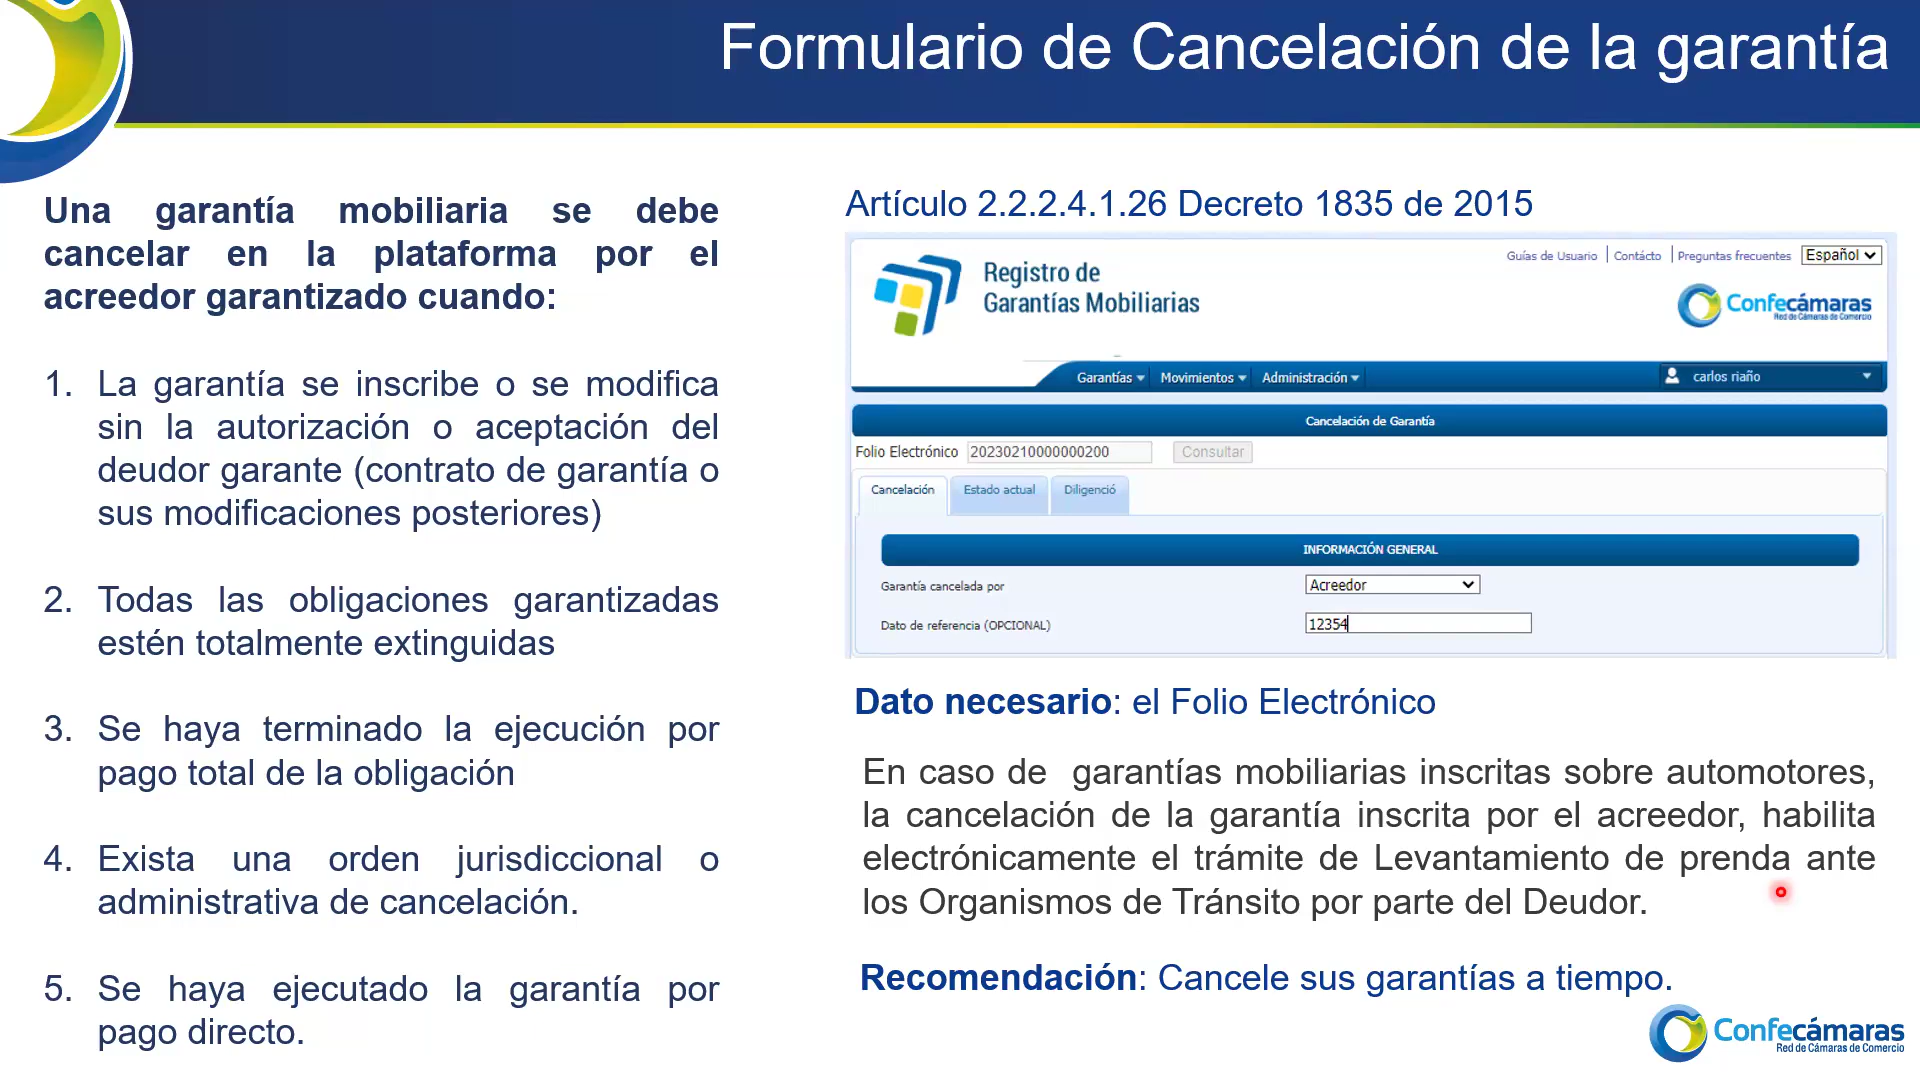 Formulario de Cancelación de la garantía
Una garantía mobiliaria se debe
cancelar en la plataforma por el
acreedor garantizado cuando:
1. La garantía se inscribe o se modifica
sin la autorización o aceptación del
deudor garante (contrato de garantía o
sus modificaciones posteriores)
2. Todas las obligaciones garantizadas
estén totalmente extinguidas
3. Se haya terminado la ejecución por
pago total de la obligación
4. Exista una orden jurisdiccional o
administrativa de cancelación.
5. Se haya ejecutado la garantía por
pago directo.
Artículo 2.2.2.4.1.26 Decreto 1835 de 2015
Guías de Usuario Contácto Preguntas frecuentes Español
Registro de
Garantías Mobiliarias
Confecámaras
Red de Cámaras de Comercio
Garantías Movimientos Administración carlos riaño
Cancelación de Garantía
Folio Electrónico 20230210000000200 Consultar
Cancelación Estado actual Diligenció
INFORMACIÓN GENERAL
Garantía cancelada por Acreedor
Dato de referencia (OPCIONAL) 12354
Dato necesario: el Folio Electrónico
En caso de garantías mobiliarias inscritas sobre automotores,
la cancelación de la garantía inscrita por el acreedor, habilita
electrónicamente el trámite de Levantamiento de prenda ante
los Organismos de Tránsito por parte del Deudor.
Recomendación: Cancele sus garantías a tiempo.
Confecámaras
Red de Cámaras de Comercio